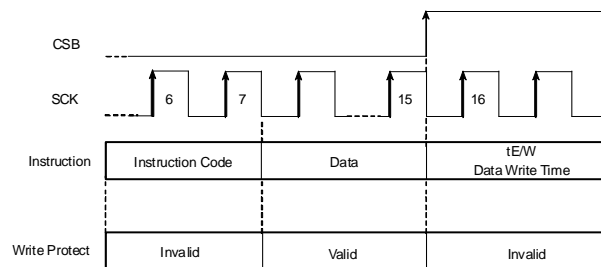 CSB
SCK
6
7
15
16
Instruction
Instruction Code
Data
tE/W
Data Write Time
Write Protect
Invalid
Valid
Invalid